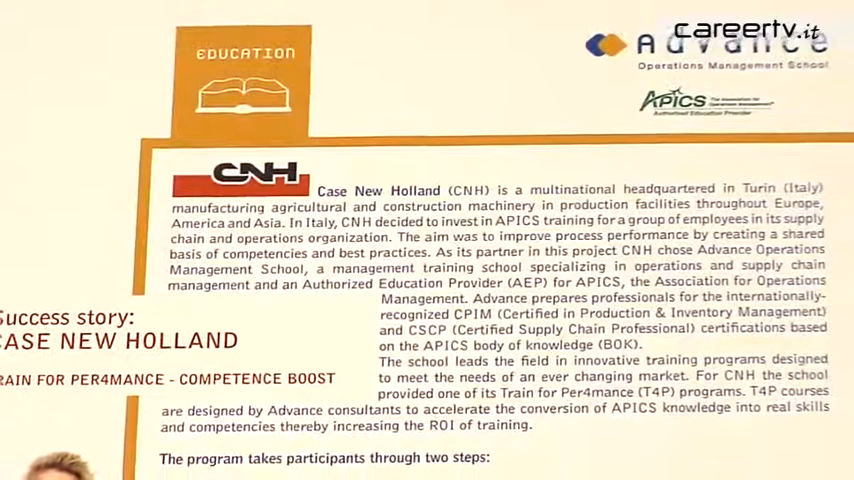 careertv.it
EDUCATION
Advance
Operations Management School
APICS The Association for Operations Management
Authorized Education Provider
CNH
Case New Holland (CNH) is a multinational headquartered in Turin (Italy)
manufacturing agricultural and construction machinery in production facilities throughout Europe,
America and Asia. In Italy, CNH decided to invest in APICS training for a group of employees in its supply
chain and operations organization. The aim was to improve process performance by creating a shared
basis of competencies and best practices. As its partner in this project CNH chose Advance Operations
Management School, a management training school specializing in operations and supply chain
management and an Authorized Education Provider (AEP) for APICS, the Association for Operations
Management. Advance prepares professionals for the internationally-
recognized CPIM (Certified in Production & Inventory Management)
and CSCP (Certified Supply Chain Professional) certifications based
on the APICS body of knowledge (BOK).
The school leads the field in innovative training programs designed
to meet the needs of an ever changing market. For CNH the school
provided one of its Train for Per4mance (T4P) programs. T4P courses
are designed by Advance consultants to accelerate the conversion of APICS knowledge into real skills
and competencies thereby increasing the ROI of training.
The program takes participants through two steps:
Success story:
CASE NEW HOLLAND
RAIN FOR PER4MANCE - COMPETENCE BOOST